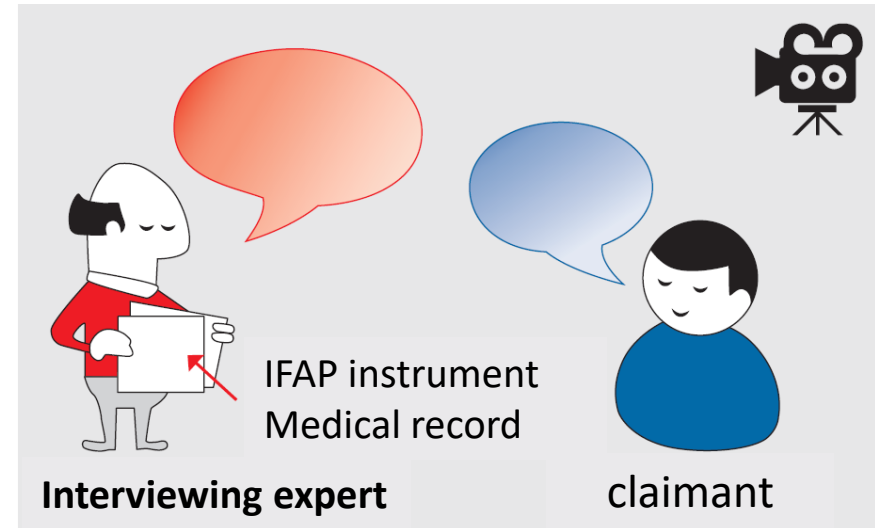 IFAP instrument
Medical record
Interviewing expert
claimant